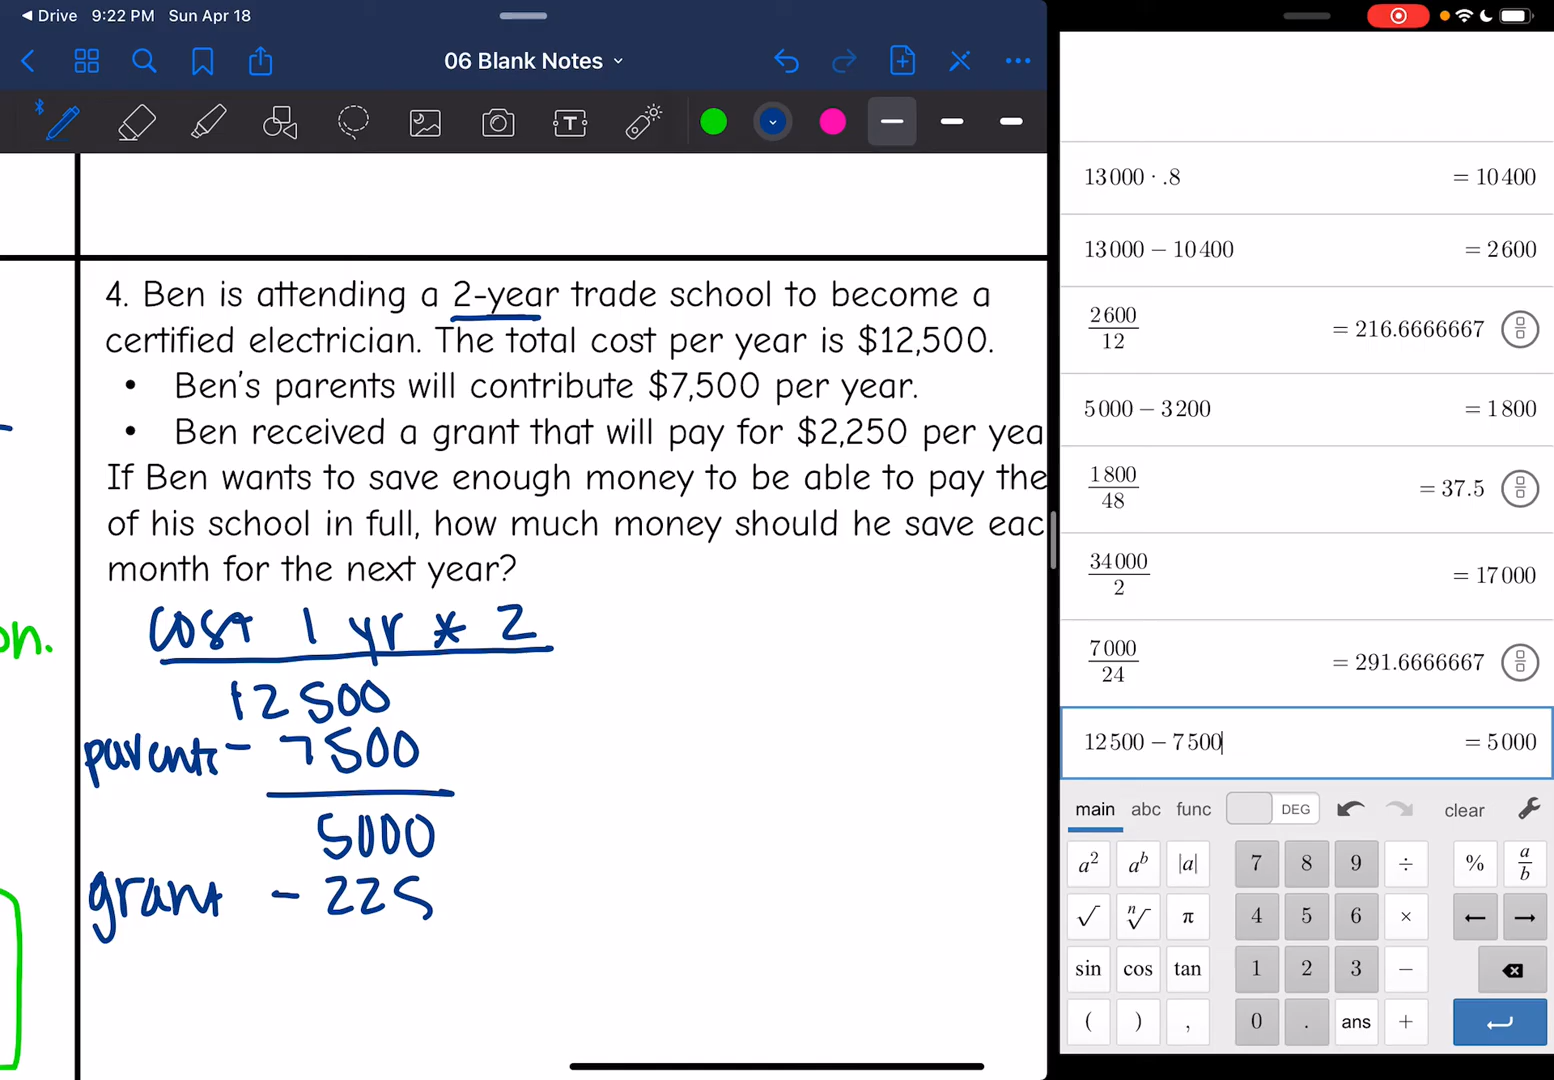 Drive 9:22 PM Sun Apr 18
06 Blank Notes
T
4. Ben is attending a 2-year trade school to become a
certified electrician. The total cost per year is $12,500.
• Ben's parents will contribute $7,500 per year.
• Ben received a grant that will pay for $2,250 per yea
If Ben wants to save enough money to be able to pay the
of his school in full, how much money should he save eac
month for the next year?
cost 1 yr * 2
12500
parents - 7500
5000
grant - 225
on.
13000 · .8 = 10400
13000 − 10400 = 2600
2600
12
= 216.6666667
5000 − 3200 = 1800
1800
48
= 37.5
34000
2
= 17000
7000
24
= 291.6666667
12500 − 7500 = 5000
main abc func DEG clear
a² aᵇ |a| 7 8 9 ÷ % a/b
√ ⁿ√ π 4 5 6 × ← →
sin cos tan 1 2 3 −
( ) , 0 . ans +